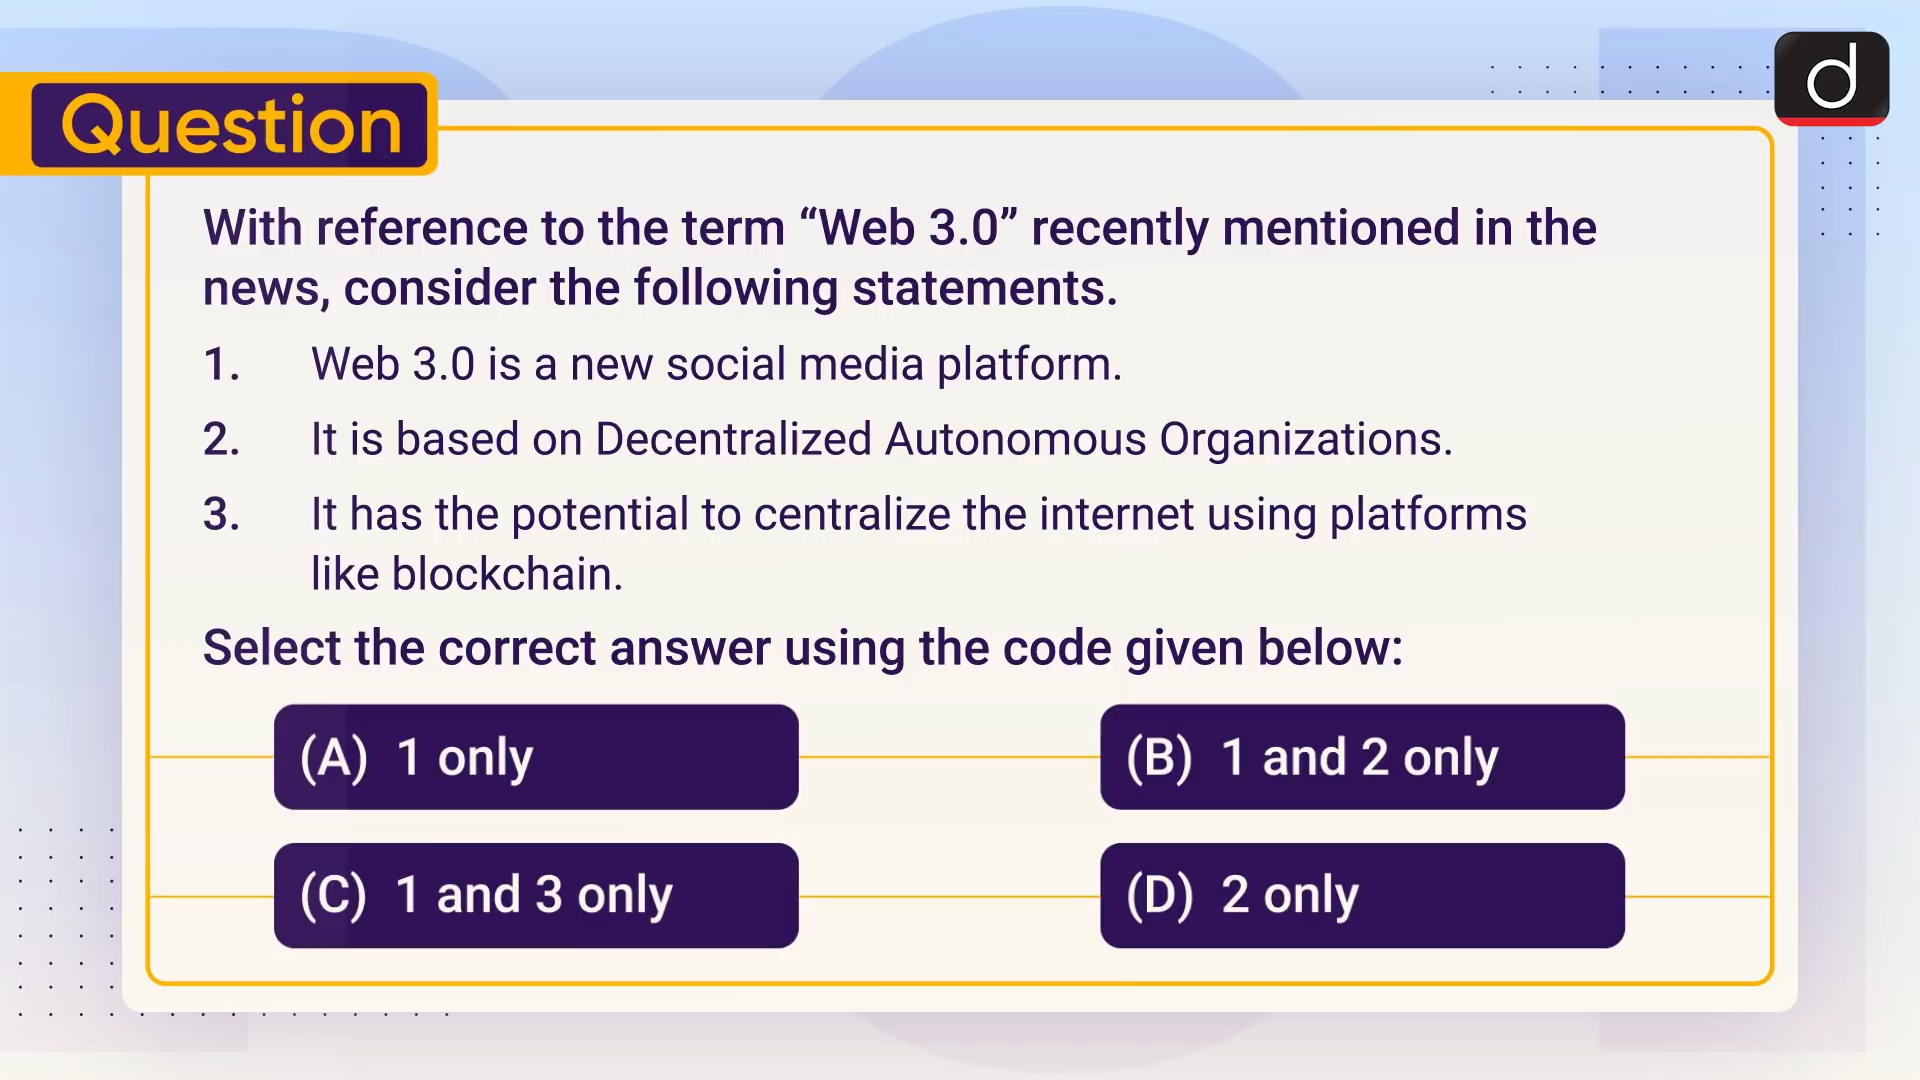 Question
d
With reference to the term “Web 3.0” recently mentioned in the
news, consider the following statements.
1. Web 3.0 is a new social media platform.
2. It is based on Decentralized Autonomous Organizations.
3. It has the potential to centralize the internet using platforms
like blockchain.
Select the correct answer using the code given below:
(A) 1 only
(B) 1 and 2 only
(C) 1 and 3 only
(D) 2 only